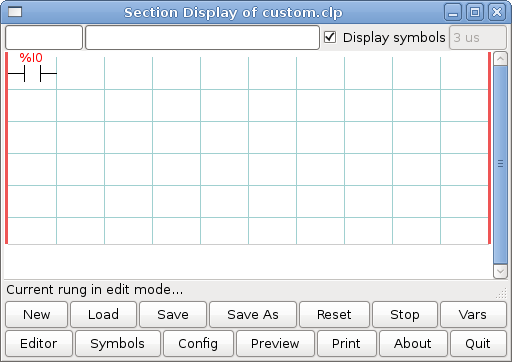 Section Display of custom.clp
Display symbols 3 us
%I0
Current rung in edit mode...
New Load Save Save As Reset Stop Vars
Editor Symbols Config Preview Print About Quit